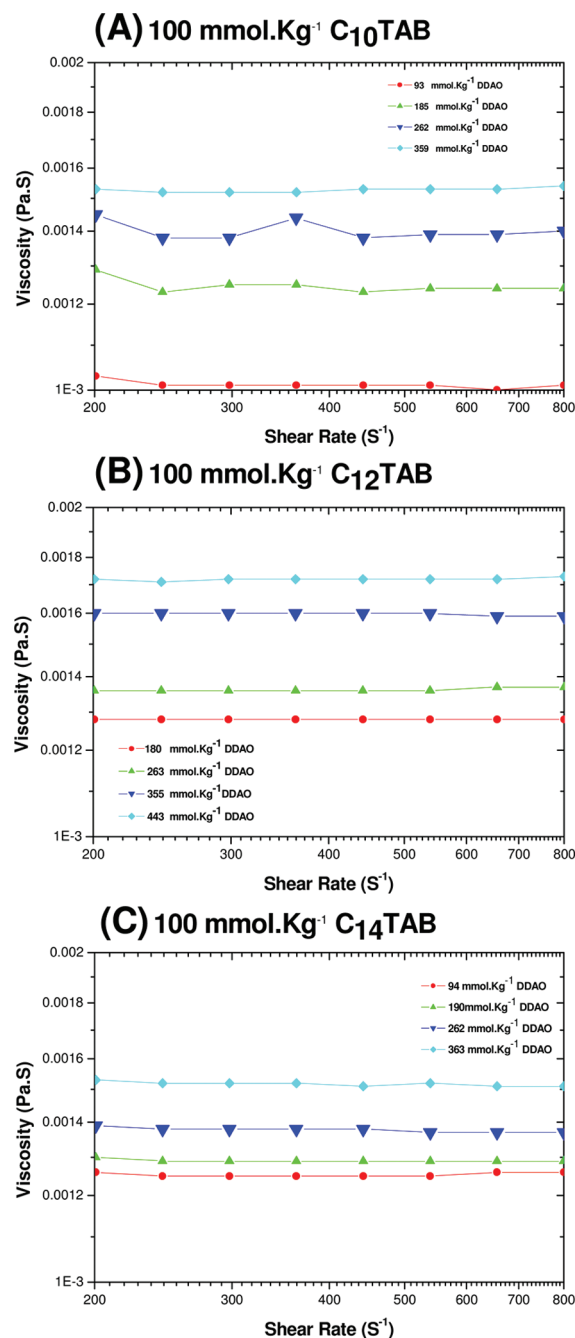 (A) 100 mmol.Kg-1 C10TAB
0.002
0.0018
0.0016
0.0014
0.0012
1E-3
Viscosity (Pa.S)
93 mmol.Kg-1 DDAO
185 mmol.Kg-1 DDAO
262 mmol.Kg-1 DDAO
359 mmol.Kg-1 DDAO
200 300 400 500 600 700 800
Shear Rate (S-1)
(B) 100 mmol.Kg-1 C12TAB
0.002
0.0018
0.0016
0.0014
0.0012
1E-3
Viscosity (Pa.S)
180 mmol.Kg-1 DDAO
263 mmol.Kg-1 DDAO
355 mmol.Kg-1 DDAO
443 mmol.Kg-1 DDAO
200 300 400 500 600 700 800
Shear Rate (S-1)
(C) 100 mmol.Kg-1 C14TAB
0.002
0.0018
0.0016
0.0014
0.0012
1E-3
Viscosity (Pa.S)
94 mmol.Kg-1 DDAO
190mmol.Kg-1 DDAO
262 mmol.Kg-1 DDAO
363 mmol.Kg-1 DDAO
200 300 400 500 600 700 800
Shear Rate (S-1)